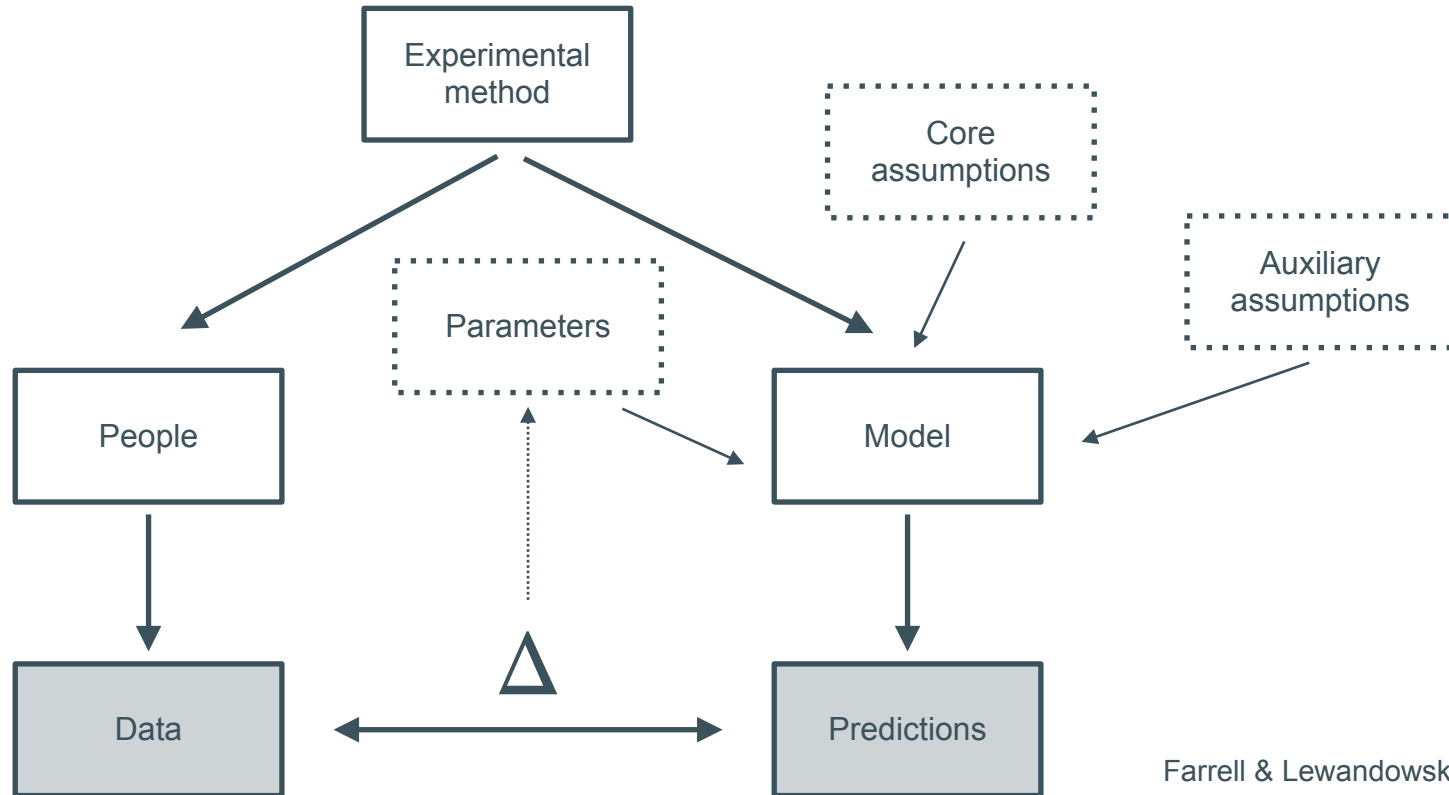 Experimental
method
Core
assumptions
Auxiliary
assumptions
Parameters
People
Model
Δ
Data
Predictions
Farrell & Lewandowsk